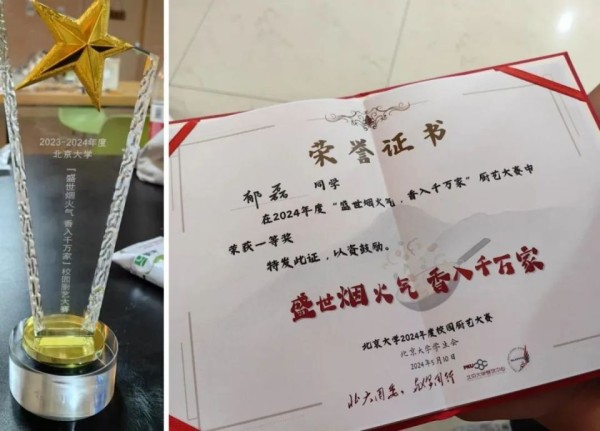 2023-2024年度
北京大学
「盛世烟火气 香入千万家」校园厨艺大赛
荣誉证书
郁磊 同学
在2024年度“盛世烟火气，香入千万家”厨艺大赛中
荣获一等奖
特发此证，以资鼓励。
盛世烟火气 香入千万家
北京大学2024年度校园厨艺大赛
北京大学学生会
2024年5月10日